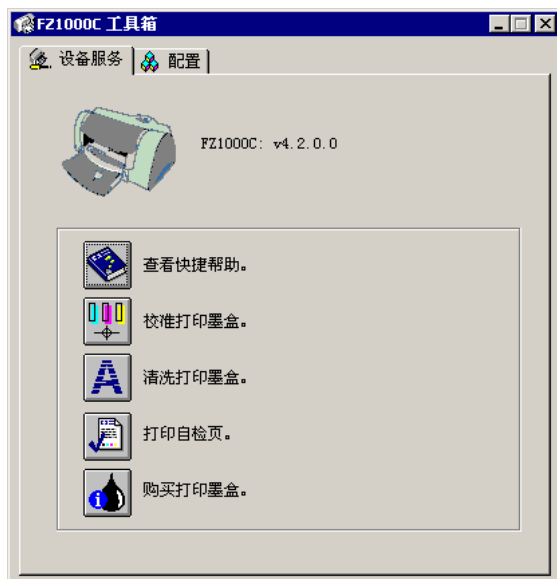 FZ1000C 工具箱
设备服务 配置
FZ1000C: v4.2.0.0
查看快捷帮助。
校准打印墨盒。
清洗打印墨盒。
打印自检页。
购买打印墨盒。